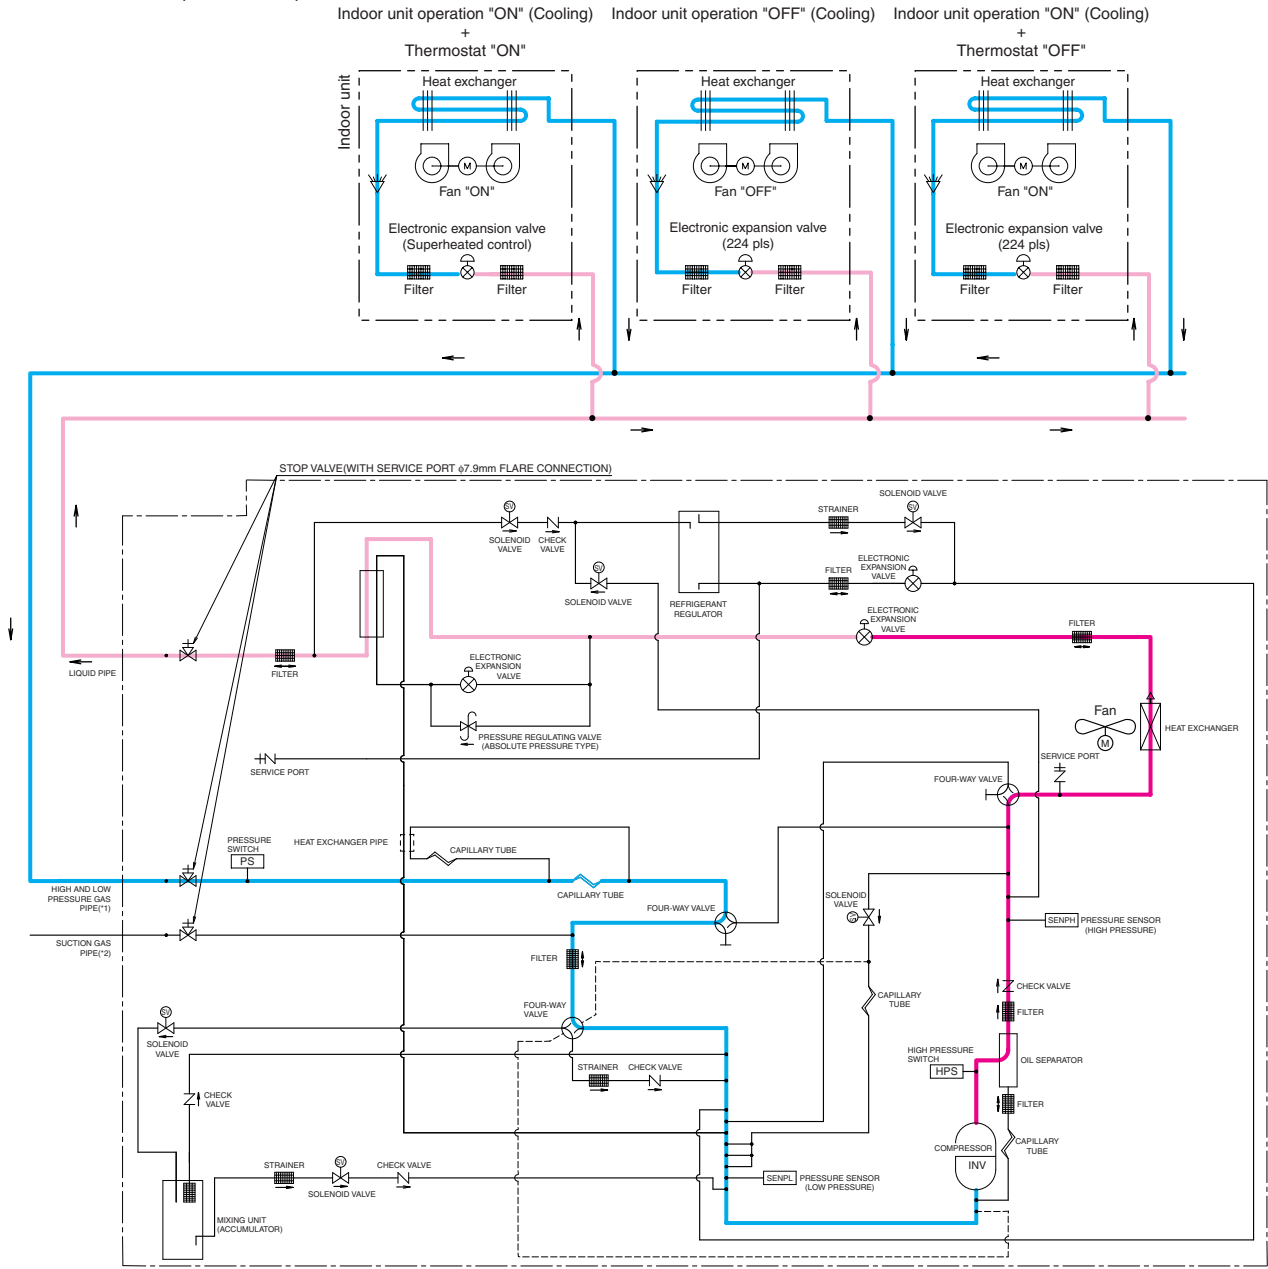 Indoor unit operation "ON" (Cooling)
+
Thermostat "ON"
Indoor unit operation "OFF" (Cooling)
Indoor unit operation "ON" (Cooling)
+
Thermostat "OFF"
Indoor unit
Heat exchanger
M
Fan "ON"
Electronic expansion valve
(Superheated control)
Filter
Filter
Heat exchanger
M
Fan "OFF"
Electronic expansion valve
(224 pls)
Filter
Filter
Heat exchanger
M
Fan "ON"
Electronic expansion valve
(224 pls)
Filter
Filter
STOP VALVE(WITH SERVICE PORT φ7.9mm FLARE CONNECTION)
SV
SOLENOID
VALVE
CHECK
VALVE
SV
SOLENOID VALVE
REFRIGERANT
REGULATOR
STRAINER
SOLENOID VALVE
SV
FILTER
ELECTRONIC
EXPANSION
VALVE
ELECTRONIC
EXPANSION
VALVE
FILTER
LIQUID PIPE
FILTER
ELECTRONIC
EXPANSION
VALVE
PRESSURE REGULATING VALVE
(ABSOLUTE PRESSURE TYPE)
SERVICE PORT
Fan
M
HEAT EXCHANGER
SERVICE PORT
FOUR-WAY VALVE
PRESSURE
SWITCH
PS
HEAT EXCHANGER PIPE
CAPILLARY TUBE
CAPILLARY TUBE
HIGH AND LOW
PRESSURE GAS
PIPE(*1)
SUCTION GAS
PIPE(*2)
FOUR-WAY VALVE
SOLENOID
VALVE
SV
SENPH
PRESSURE SENSOR
(HIGH PRESSURE)
FILTER
CAPILLARY
TUBE
CHECK VALVE
FILTER
FOUR-WAY
VALVE
SV
SOLENOID
VALVE
STRAINER
CHECK VALVE
HIGH PRESSURE
SWITCH
HPS
OIL SEPARATOR
FILTER
CHECK
VALVE
COMPRESSOR
INV
CAPILLARY
TUBE
STRAINER
SV
SOLENOID VALVE
CHECK VALVE
SENPL
PRESSURE SENSOR
(LOW PRESSURE)
MIXING UNIT
(ACCUMULATOR)